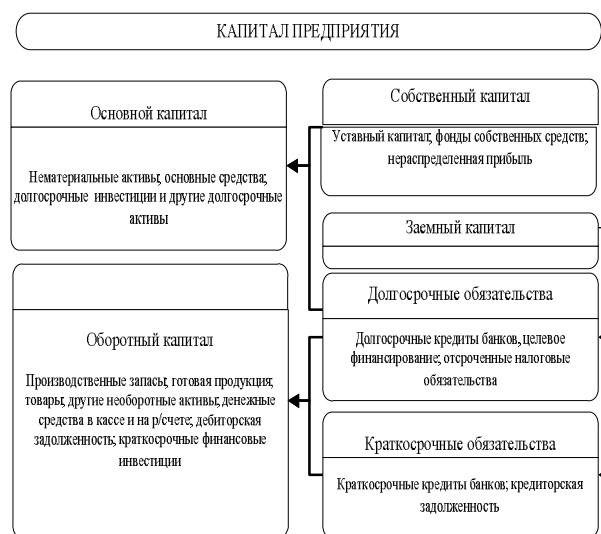 КАПИТАЛ ПРЕДПРИЯТИЯ
Основной капитал
Нематериальные активы; основные средства;
долгосрочные инвестиции и другие долгосрочные
активы
Оборотный капитал
Производственные запасы; готовая продукция;
товары; другие необоротные активы; денежные
средства в кассе и на р/счете; дебиторская
задолженность; краткосрочные финансовые
инвестиции
Собственный капитал
Уставный капитал; фонды собственных средств;
нераспределенная прибыль
Заемный капитал
Долгосрочные обязательства
Долгосрочные кредиты банков, целевое
финансирование; отсроченные налоговые
обязательства
Краткосрочные обязательства
Краткосрочные кредиты банков; кредиторская
задолженность